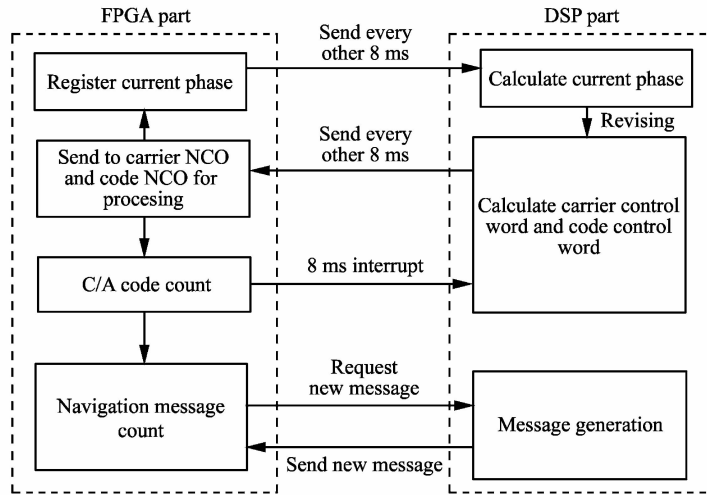 FPGA part
DSP part
Send every
other 8 ms
Register current phase
Calculate current phase
Revising
Send every
other 8 ms
Send to carrier NCO
and code NCO for
procesing
Calculate carrier control
word and code control
word
C/A code count
8 ms interrupt
Request
new message
Navigation message
count
Message generation
Send new message